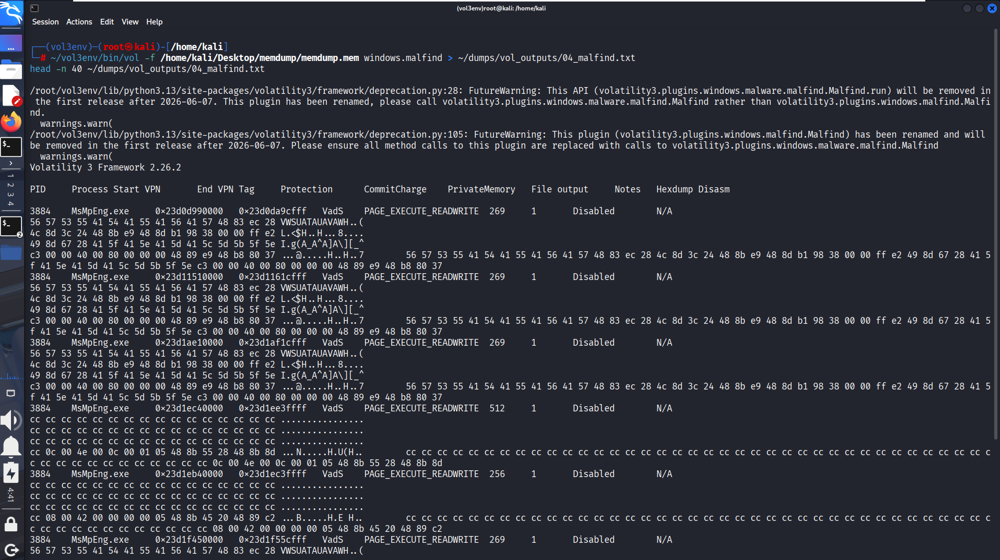 (vol3env)root@kali: /home/kali
Session Actions Edit View Help
┌──(vol3env)─(root㉿kali)-[/home/kali]
└─# ~/vol3env/bin/vol -f /home/kali/Desktop/memdump/memdump.mem windows.malfind > ~/dumps/vol_outputs/04_malfind.txt
head -n 40 ~/dumps/vol_outputs/04_malfind.txt
/root/vol3env/lib/python3.13/site-packages/volatility3/framework/deprecation.py:28: FutureWarning: This API (volatility3.plugins.windows.malware.malfind.Malfind.run) will be removed in
the first release after 2026-06-07. This plugin has been renamed, please call volatility3.plugins.windows.malware.malfind.Malfind rather than volatility3.plugins.windows.malfind.Malfi
nd.
warnings.warn(
/root/vol3env/lib/python3.13/site-packages/volatility3/framework/deprecation.py:105: FutureWarning: This plugin (volatility3.plugins.windows.malfind.Malfind) has been renamed and will
be removed in the first release after 2026-06-07. Please ensure all method calls to this plugin are replaced with calls to volatility3.plugins.windows.malware.malfind.Malfind
warnings.warn(
Volatility 3 Framework 2.26.2
PID Process Start VPN End VPN Tag Protection CommitCharge PrivateMemory File output Notes Hexdump Disasm
3884 MsMpEng.exe 0×23d0d990000 0×23d0da9cfff VadS PAGE_EXECUTE_READWRITE 269 1 Disabled N/A
56 57 53 55 41 54 41 55 41 56 41 57 48 83 ec 28 VWSUATAUAVAWH..(
4c 8d 3c 24 48 8b e9 48 8d b1 98 38 00 00 ff e2 L.<$H..H...8....
49 8d 67 28 41 5f 41 5e 41 5d 41 5c 5d 5b 5f 5e I.g(A_A^A]A\][_^
c3 00 00 40 00 80 00 00 00 48 89 e9 48 b8 80 37 ...@.....H..H..7 56 57 53 55 41 54 41 55 41 56 41 57 48 83 ec 28 4c 8d 3c 24 48 8b e9 48 8d b1 98 38 00 00 ff e2 49 8d 67 28 41 5
f 41 5e 41 5d 41 5c 5d 5b 5f 5e c3 00 00 40 00 80 00 00 00 48 89 e9 48 b8 80 37
3884 MsMpEng.exe 0×23d11510000 0×23d1161cfff VadS PAGE_EXECUTE_READWRITE 269 1 Disabled N/A
56 57 53 55 41 54 41 55 41 56 41 57 48 83 ec 28 VWSUATAUAVAWH..(
4c 8d 3c 24 48 8b e9 48 8d b1 98 38 00 00 ff e2 L.<$H..H...8....
49 8d 67 28 41 5f 41 5e 41 5d 41 5c 5d 5b 5f 5e I.g(A_A^A]A\][_^
c3 00 00 40 00 80 00 00 00 48 89 e9 48 b8 80 37 ...@.....H..H..7 56 57 53 55 41 54 41 55 41 56 41 57 48 83 ec 28 4c 8d 3c 24 48 8b e9 48 8d b1 98 38 00 00 ff e2 49 8d 67 28 41 5
f 41 5e 41 5d 41 5c 5d 5b 5f 5e c3 00 00 40 00 80 00 00 00 48 89 e9 48 b8 80 37
3884 MsMpEng.exe 0×23d1ae10000 0×23d1af1cfff VadS PAGE_EXECUTE_READWRITE 269 1 Disabled N/A
56 57 53 55 41 54 41 55 41 56 41 57 48 83 ec 28 VWSUATAUAVAWH..(
4c 8d 3c 24 48 8b e9 48 8d b1 98 38 00 00 ff e2 L.<$H..H...8....
49 8d 67 28 41 5f 41 5e 41 5d 41 5c 5d 5b 5f 5e I.g(A_A^A]A\][_^
c3 00 00 40 00 80 00 00 00 48 89 e9 48 b8 80 37 ...@.....H..H..7 56 57 53 55 41 54 41 55 41 56 41 57 48 83 ec 28 4c 8d 3c 24 48 8b e9 48 8d b1 98 38 00 00 ff e2 49 8d 67 28 41 5
f 41 5e 41 5d 41 5c 5d 5b 5f 5e c3 00 00 40 00 80 00 00 00 48 89 e9 48 b8 80 37
3884 MsMpEng.exe 0×23d1ec40000 0×23d1ee3ffff VadS PAGE_EXECUTE_READWRITE 512 1 Disabled N/A
cc cc cc cc cc cc cc cc cc cc cc cc cc cc cc cc ................
cc cc cc cc cc cc cc cc cc cc cc cc cc cc cc cc ................
cc cc cc cc cc cc cc cc cc cc cc cc cc cc cc cc ................
cc 0c 00 4e 00 0c 00 01 05 48 8b 55 28 48 8b 8d ...N.....H.U(H.. cc cc cc cc cc cc cc cc cc cc cc cc cc cc cc cc cc cc cc cc cc cc cc cc cc cc cc cc cc cc cc cc cc cc cc cc cc c
c cc cc cc cc cc cc cc cc cc cc cc 0c 00 4e 00 0c 00 01 05 48 8b 55 28 48 8b 8d
3884 MsMpEng.exe 0×23d1eb40000 0×23d1ec3ffff VadS PAGE_EXECUTE_READWRITE 256 1 Disabled N/A
cc cc cc cc cc cc cc cc cc cc cc cc cc cc cc cc ................
cc cc cc cc cc cc cc cc cc cc cc cc cc cc cc cc ................
cc cc cc cc cc cc cc cc cc cc cc cc cc cc cc cc ................
cc 08 00 42 00 00 00 00 05 48 8b 45 20 48 89 c2 ...B.....H.E H.. cc cc cc cc cc cc cc cc cc cc cc cc cc cc cc cc cc cc cc cc cc cc cc cc cc cc cc cc cc cc cc cc cc cc cc cc cc c
c cc cc cc cc cc cc cc cc cc cc cc 08 00 42 00 00 00 00 05 48 8b 45 20 48 89 c2
3884 MsMpEng.exe 0×23d1f450000 0×23d1f55cfff VadS PAGE_EXECUTE_READWRITE 269 1 Disabled N/A
56 57 53 55 41 54 41 55 41 56 41 57 48 83 ec 28 VWSUATAUAVAWH..(
$-
1
2
3
4
$-
2
4:41